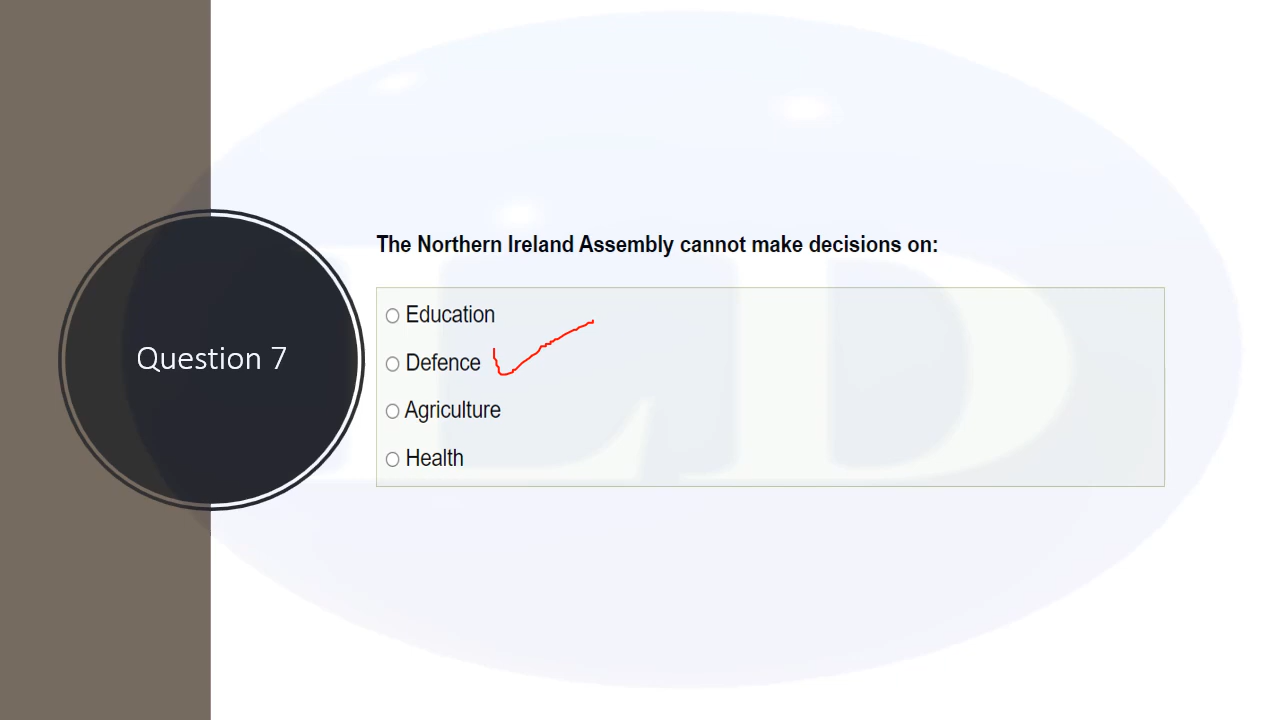 Question 7
The Northern Ireland Assembly cannot make decisions on:
Education
Defence
Agriculture
Health